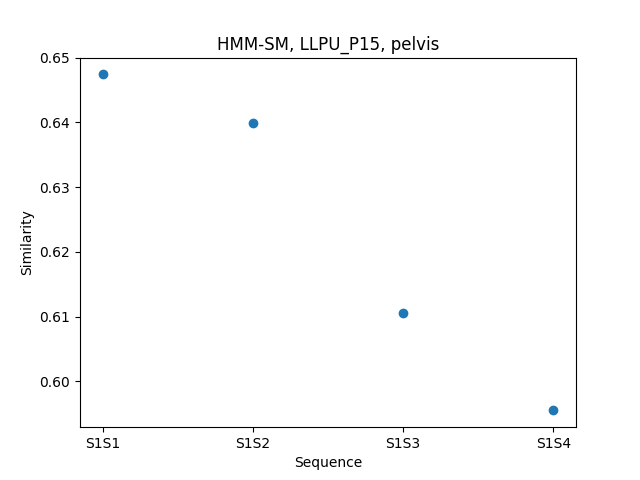 HMM-SM, LLPU_P15, pelvis
0.65
0.64
0.63
0.62
0.61
0.60
Similarity
S1S1 S1S2 S1S3 S1S4
Sequence